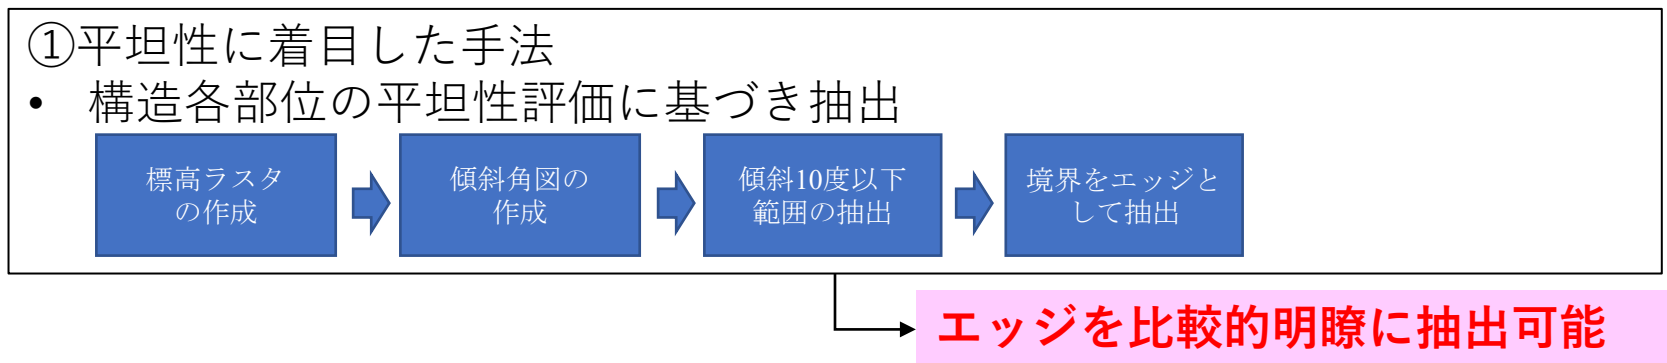 ①平坦性に着目した手法
• 構造各部位の平坦性評価に基づき抽出
標高ラスタ
の作成
傾斜角図の
作成
傾斜10度以下
範囲の抽出
境界をエッジと
して抽出
エッジを比較的明瞭に抽出可能